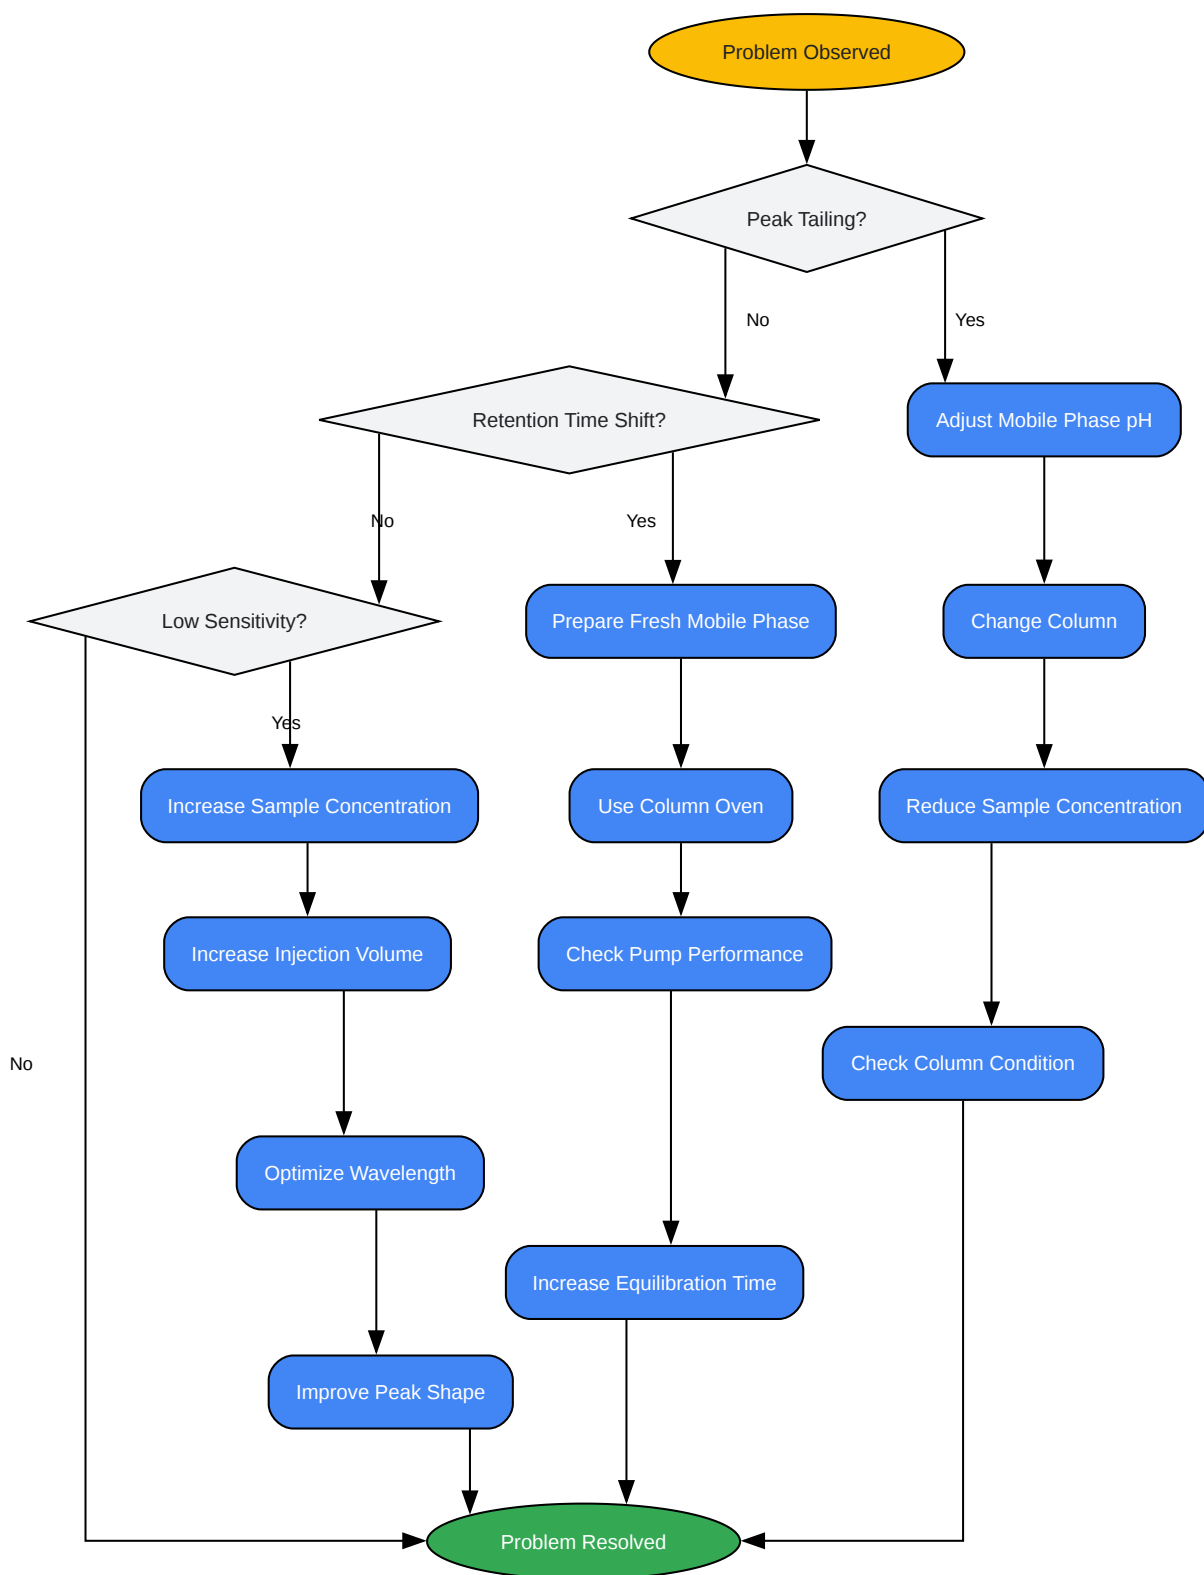 Problem Observed
Peak Tailing?
No
Yes
Retention Time Shift?
Adjust Mobile Phase pH
No
Yes
Low Sensitivity?
Prepare Fresh Mobile Phase
Change Column
Yes
Increase Sample Concentration
Use Column Oven
Reduce Sample Concentration
Increase Injection Volume
Check Pump Performance
No
Check Column Condition
Optimize Wavelength
Increase Equilibration Time
Improve Peak Shape
Problem Resolved